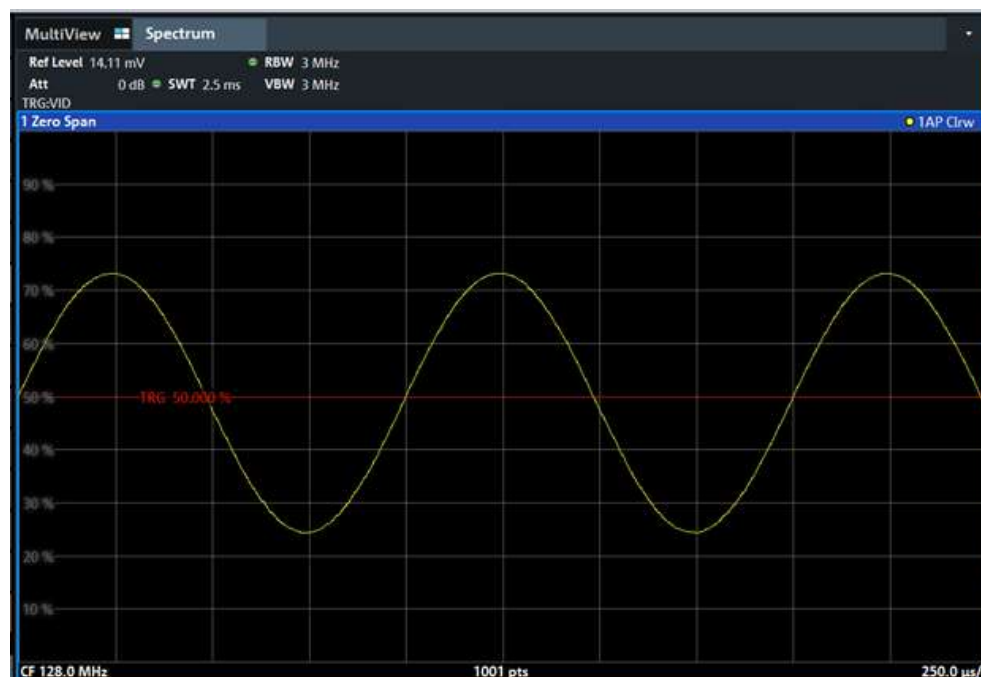 MultiView Spectrum
Ref Level 14.11 mV RBW 3 MHz
Att 0 dB SWT 2.5 ms VBW 3 MHz
TRG:VID
1 Zero Span 1AP Clrw
90 %
80 %
70 %
60 %
50 % TRG 50.000 %
40 %
30 %
20 %
10 %
CF 128.0 MHz 1001 pts 250.0 µs/